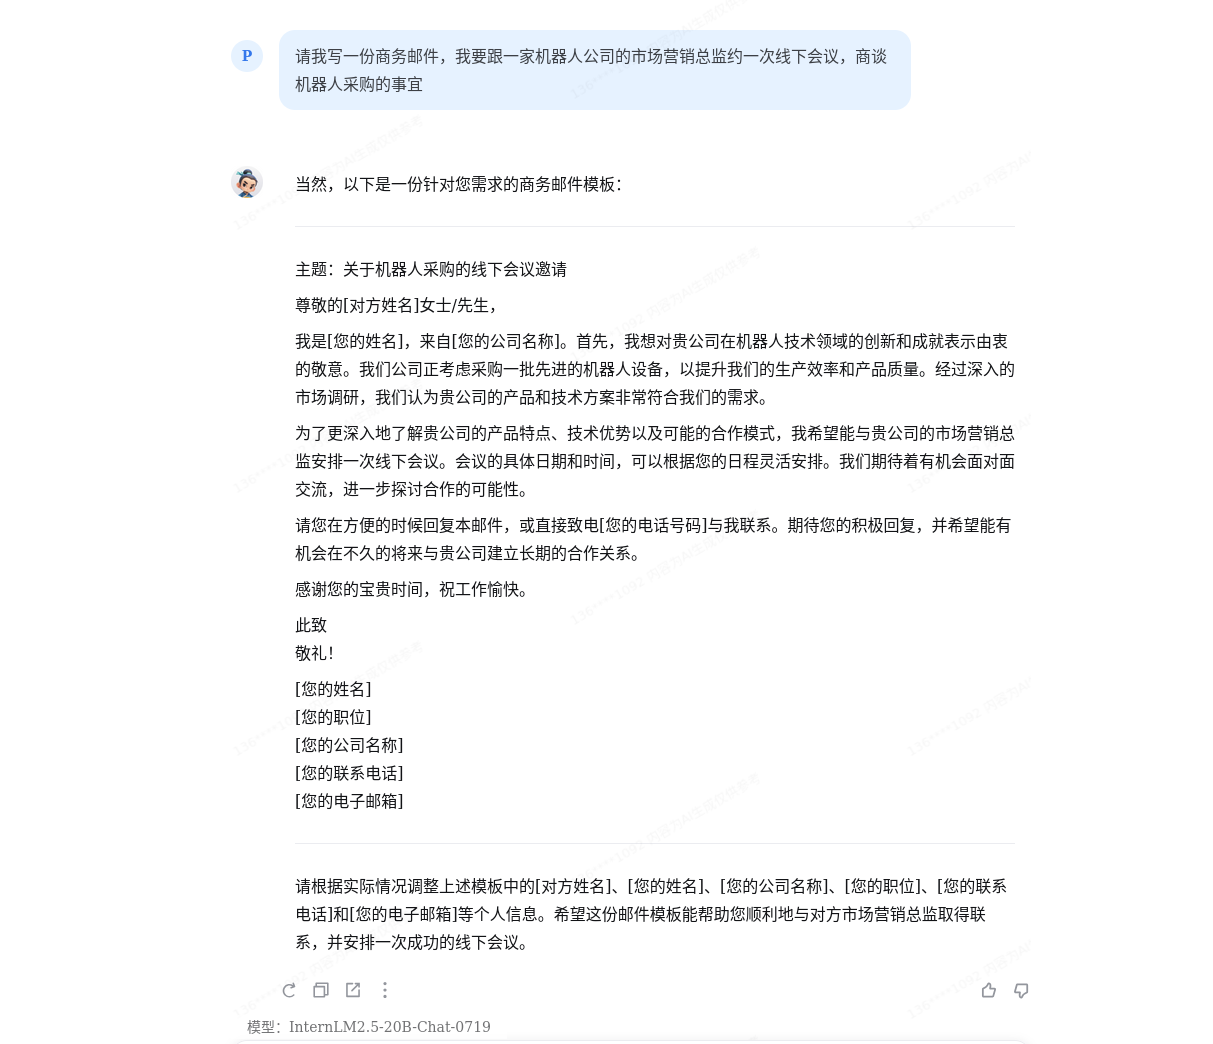 P
请我写一份商务邮件，我要跟一家机器人公司的市场营销总监约一次线下会议，商谈
机器人采购的事宜
当然，以下是一份针对您需求的商务邮件模板：
主题：关于机器人采购的线下会议邀请
尊敬的[对方姓名]女士/先生，
我是[您的姓名]，来自[您的公司名称]。首先，我想对贵公司在机器人技术领域的创新和成就表示由衷
的敬意。我们公司正考虑采购一批先进的机器人设备，以提升我们的生产效率和产品质量。经过深入的
市场调研，我们认为贵公司的产品和技术方案非常符合我们的需求。
为了更深入地了解贵公司的产品特点、技术优势以及可能的合作模式，我希望能与贵公司的市场营销总
监安排一次线下会议。会议的具体日期和时间，可以根据您的日程灵活安排。我们期待着有机会面对面
交流，进一步探讨合作的可能性。
请您在方便的时候回复本邮件，或直接致电[您的电话号码]与我联系。期待您的积极回复，并希望能有
机会在不久的将来与贵公司建立长期的合作关系。
感谢您的宝贵时间，祝工作愉快。
此致
敬礼！
[您的姓名]
[您的职位]
[您的公司名称]
[您的联系电话]
[您的电子邮箱]
请根据实际情况调整上述模板中的[对方姓名]、[您的姓名]、[您的公司名称]、[您的职位]、[您的联系
电话]和[您的电子邮箱]等个人信息。希望这份邮件模板能帮助您顺利地与对方市场营销总监取得联
系，并安排一次成功的线下会议。
模型：InternLM2.5-20B-Chat-0719